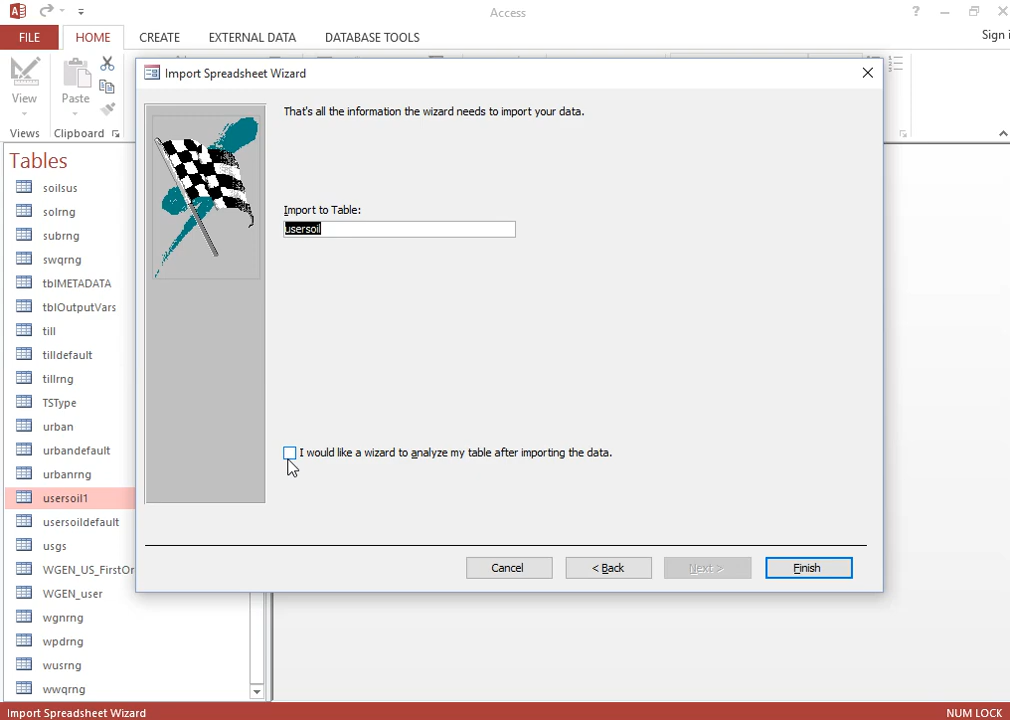 Access
Sign i
FILE
HOME
CREATE
EXTERNAL DATA
DATABASE TOOLS
View
Paste
Views
Clipboard
Tables
soilsus
solrng
subrng
swqrng
tblMETADATA
tblOutputVars
till
tilldefault
tillrng
TSType
urban
urbandefault
urbanrng
usersoil1
usersoildefault
usgs
WGEN_US_FirstOr
WGEN_user
wgnrng
wpdrng
wusrng
wwqrng
Import Spreadsheet Wizard
That's all the information the wizard needs to import your data.
Import to Table:
usersoil
I would like a wizard to analyze my table after importing the data.
Cancel
< Back
Next >
Finish
Import Spreadsheet Wizard
NUM LOCK